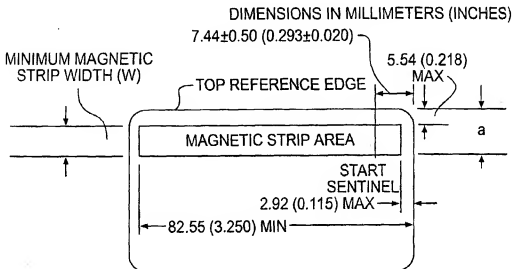 DIMENSIONS IN MILLIMETERS (INCHES)
7.44±0.50 (0.293±0.020)
5.54 (0.218)
MAX
MINIMUM MAGNETIC
STRIP WIDTH (W)
TOP REFERENCE EDGE
a
MAGNETIC STRIP AREA
START
SENTINEL
2.92 (0.115) MAX
82.55 (3.250) MIN